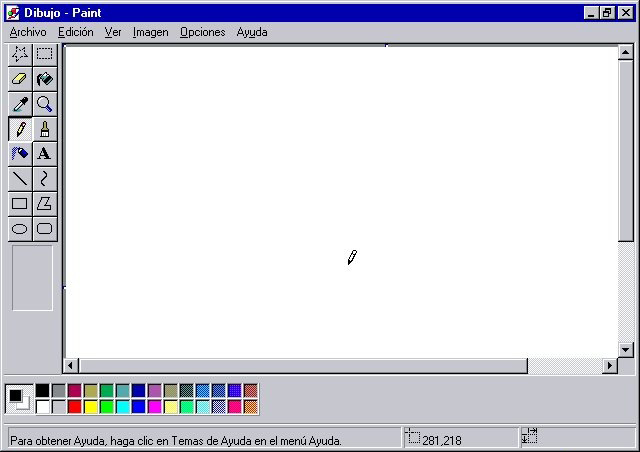 Dibujo - Paint
Archivo Edición Ver Imagen Opciones Ayuda
A
Para obtener Ayuda, haga clic en Temas de Ayuda en el menú Ayuda.
281,218